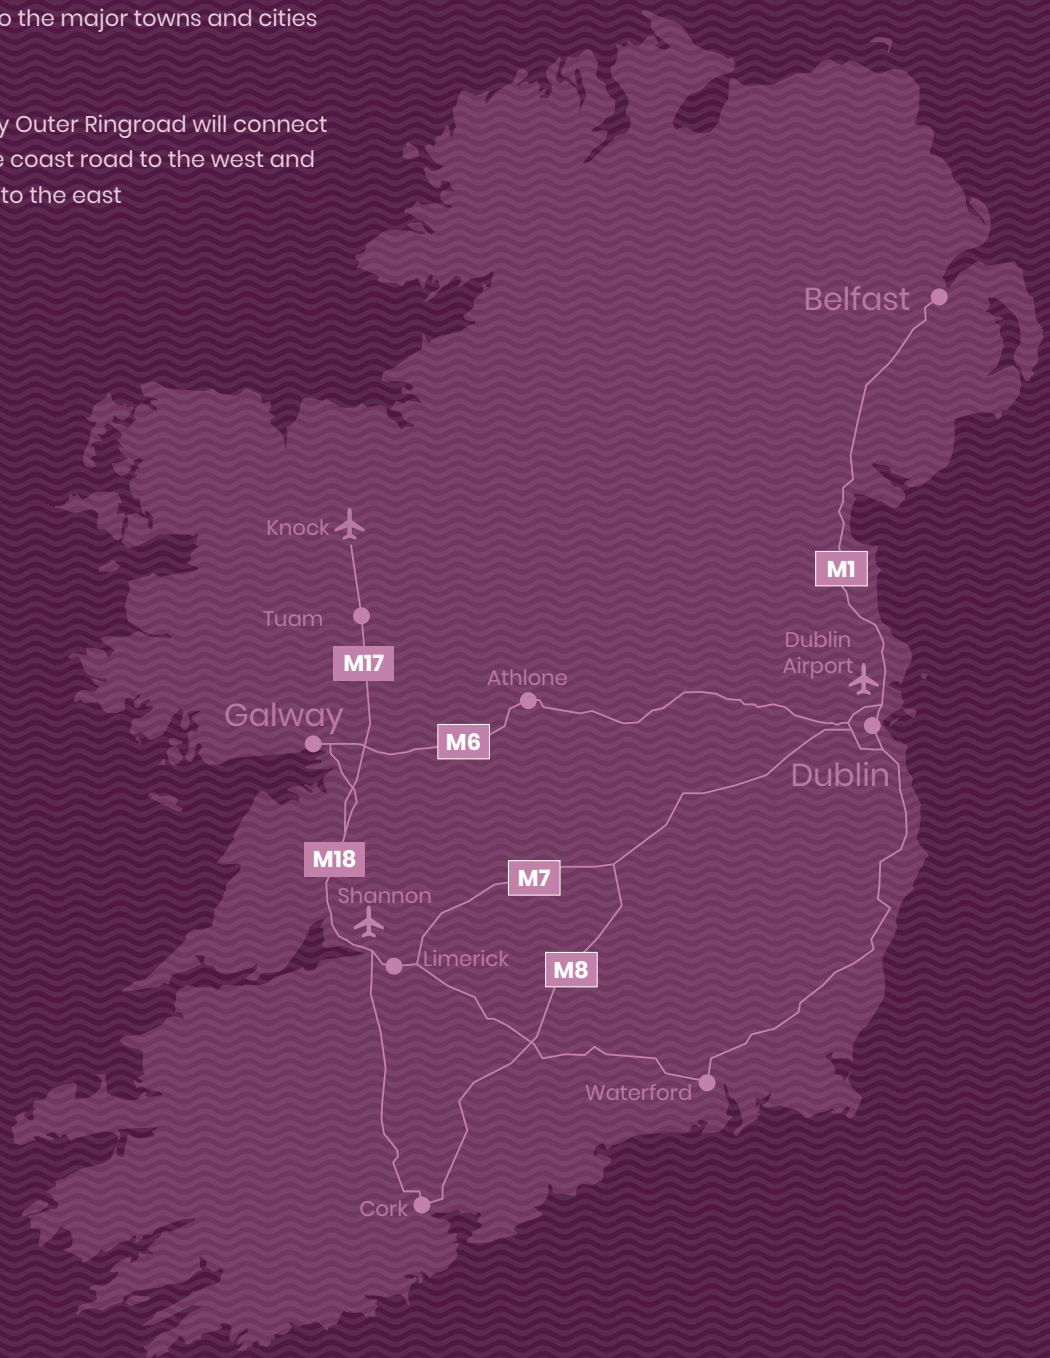 o the major towns and cities
y Outer Ringroad will connect
e coast road to the west and
to the east
Belfast
Knock
M1
Tuam
Dublin
Airport
M17
Athlone
Galway
M6
Dublin
M18
M7
Shannon
Limerick
M8
Waterford
Cork